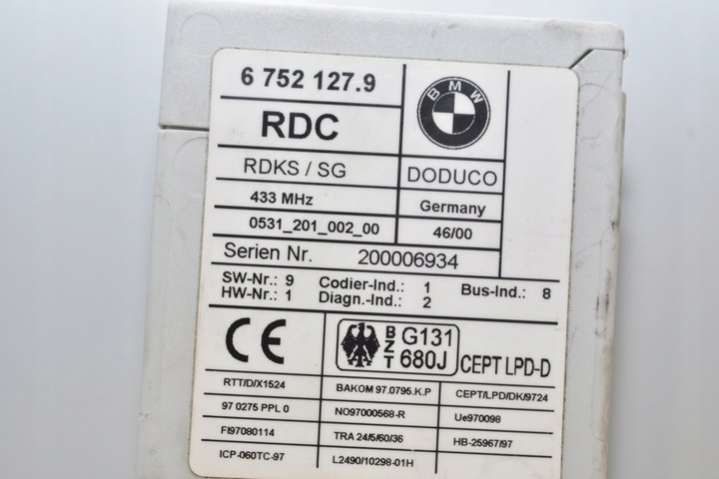 6 752 127.9
BMW
RDC
RDKS / SG
DODUCO
433 MHz
Germany
0531_201_002_00
46/00
Serien Nr. 200006934
SW-Nr.: 9 Codier-Ind.: 1 Bus-Ind.: 8
HW-Nr.: 1 Diagn.-Ind.: 2
CE
BZT G131
680J
CEPT LPD-D
RTT/D/X1524 BAKOM 97.0795.K.P CEPT/LPD/DK/9724
97 0275 PPL 0 NO97000568-R Ue970098
FI97080114 TRA 24/5/60/36 HB-25967/97
ICP-060TC-97 L2490/10298-01H